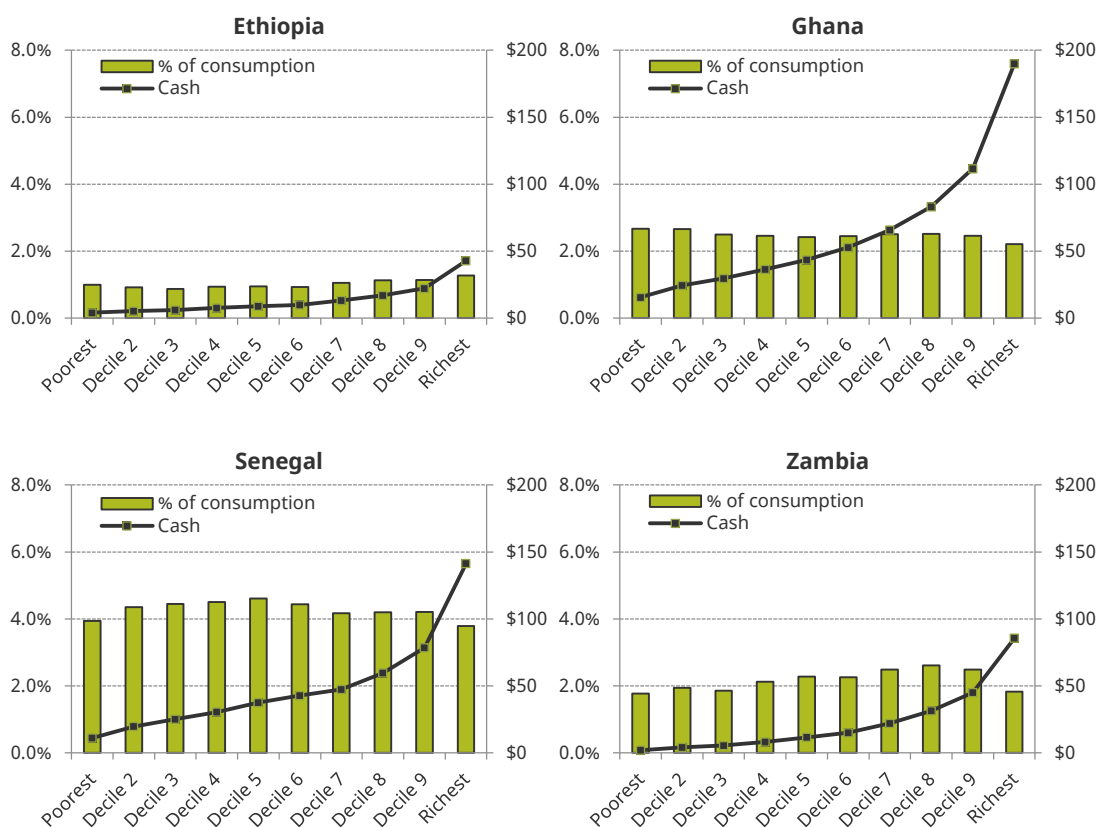 Ethiopia
8.0%
6.0%
4.0%
2.0%
0.0%
$200
$150
$100
$50
$0
% of consumption
Cash
Poorest
Decile 2
Decile 3
Decile 4
Decile 5
Decile 6
Decile 7
Decile 8
Decile 9
Richest
Ghana
8.0%
6.0%
4.0%
2.0%
0.0%
$200
$150
$100
$50
$0
% of consumption
Cash
Poorest
Decile 2
Decile 3
Decile 4
Decile 5
Decile 6
Decile 7
Decile 8
Decile 9
Richest
Senegal
8.0%
6.0%
4.0%
2.0%
0.0%
$200
$150
$100
$50
$0
% of consumption
Cash
Poorest
Decile 2
Decile 3
Decile 4
Decile 5
Decile 6
Decile 7
Decile 8
Decile 9
Richest
Zambia
8.0%
6.0%
4.0%
2.0%
0.0%
$200
$150
$100
$50
$0
% of consumption
Cash
Poorest
Decile 2
Decile 3
Decile 4
Decile 5
Decile 6
Decile 7
Decile 8
Decile 9
Richest